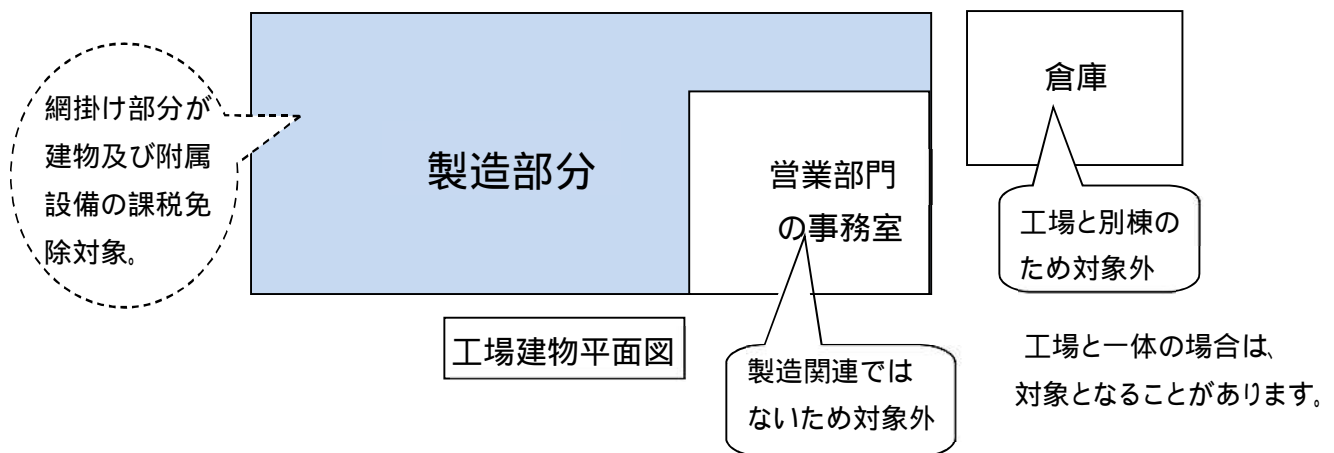 網掛け部分が
建物及び附属
設備の課税免
除対象。
製造部分
営業部門
の事務室
倉庫
工場と別棟の
ため対象外
工場建物平面図
製造関連では
ないため対象外
工場と一体の場合は、
対象となることがあります。